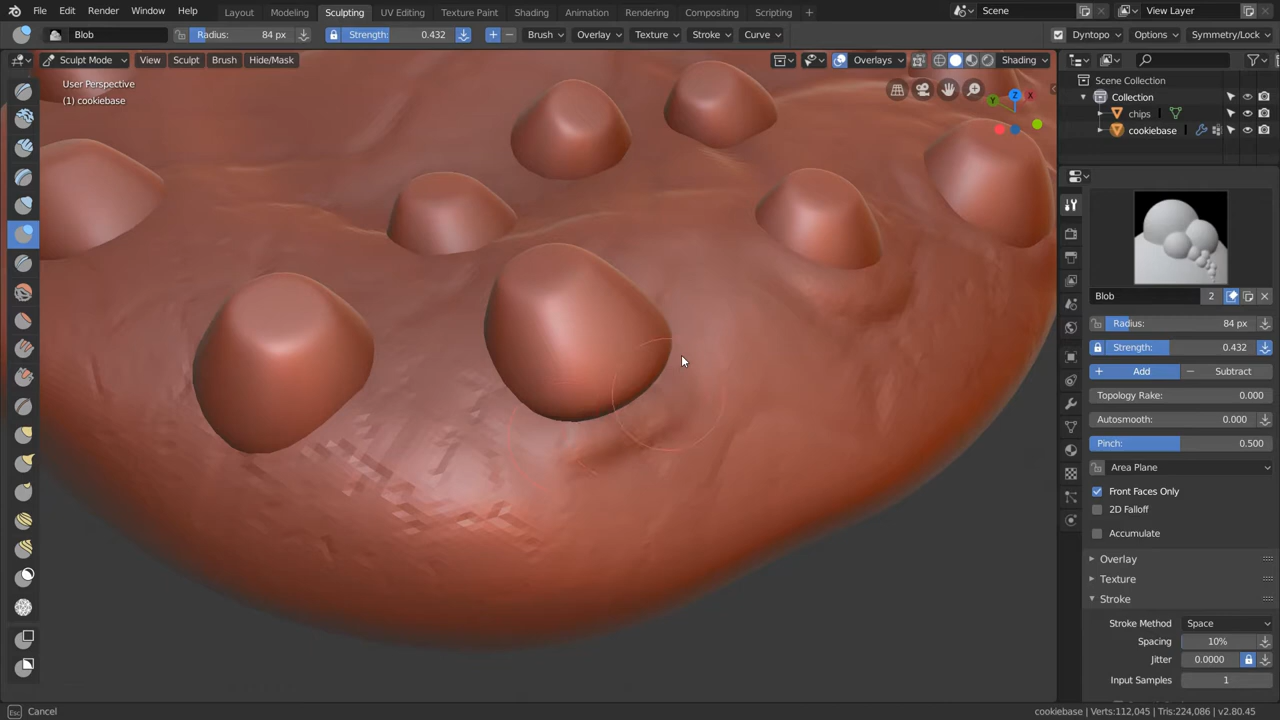 File Edit Render Window Help Layout Modeling Sculpting UV Editing Texture Paint Shading Animation Rendering Compositing Scripting + Scene View Layer
Blob Radius: 84 px Strength: 0.432 + − Brush Overlay Texture Stroke Curve Dyntopo Options Symmetry/Lock
Sculpt Mode View Sculpt Brush Hide/Mask Overlays Shading
User Perspective
(1) cookiebase
Z
X
Y
Scene Collection
Collection
chips
cookiebase
Blob 2
Radius: 84 px
Strength: 0.432
+ Add − Subtract
Topology Rake: 0.000
Autosmooth: 0.000
Pinch: 0.500
Area Plane
Front Faces Only
2D Falloff
Accumulate
Overlay
Texture
Stroke
Stroke Method Space
Spacing 10%
Jitter 0.0000
Input Samples 1
Esc Cancel cookiebase | Verts:112,045 | Tris:224,086 | v2.80.45